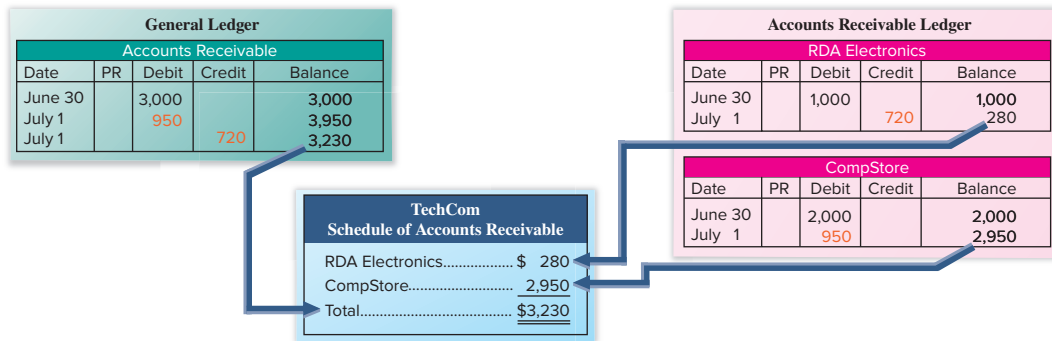 General Ledger
Accounts Receivable
Date PR Debit Credit Balance
June 30 3,000 3,000
July 1 950 3,950
July 1 720 3,230
Accounts Receivable Ledger
RDA Electronics
Date PR Debit Credit Balance
June 30 1,000 1,000
July 1 720 280
CompStore
Date PR Debit Credit Balance
June 30 2,000 2,000
July 1 950 2,950
TechCom
Schedule of Accounts Receivable
RDA Electronics.................. $ 280
CompStore........................... 2,950
Total....................................... $3,230